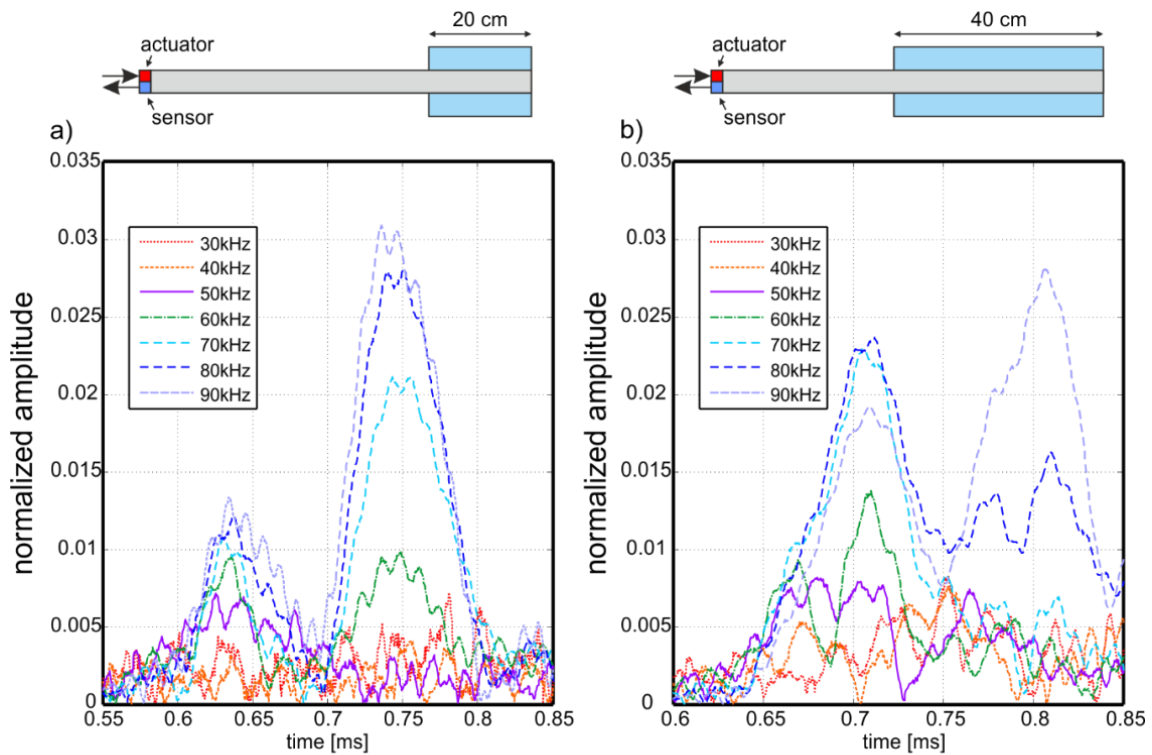 20 cm
actuator
sensor
a)
0.035
0.03
0.025
0.02
0.015
0.01
0.005
0
normalized amplitude
30kHz
40kHz
50kHz
60kHz
70kHz
80kHz
90kHz
0.55 0.6 0.65 0.7 0.75 0.8 0.85
time [ms]
40 cm
actuator
sensor
b)
0.035
0.03
0.025
0.02
0.015
0.01
0.005
0
normalized amplitude
30kHz
40kHz
50kHz
60kHz
70kHz
80kHz
90kHz
0.6 0.65 0.7 0.75 0.8 0.85
time [ms]